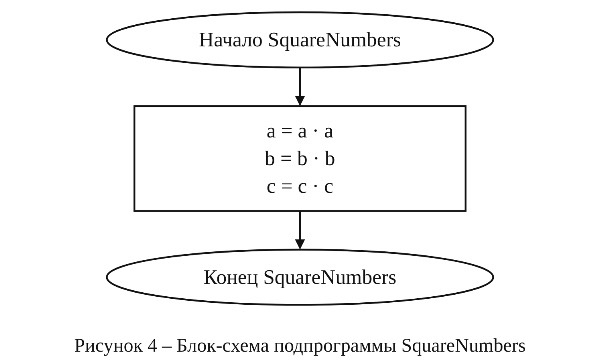 Начало SquareNumbers
a = a · a
b = b · b
c = c · c
Конец SquareNumbers
Рисунок 4 – Блок-схема подпрограммы SquareNumbers